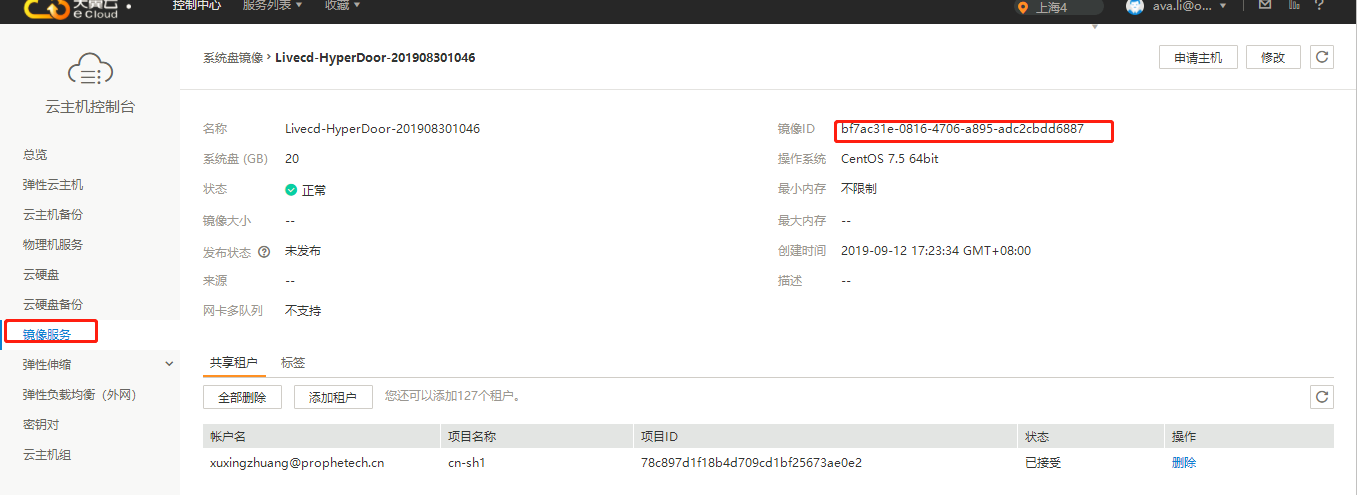 天翼云
e Cloud
控制中心 服务列表 收藏 上海4 ava.li@o...
云主机控制台
总览
弹性云主机
云主机备份
物理机服务
云硬盘
云硬盘备份
镜像服务
弹性伸缩
弹性负载均衡（外网）
密钥对
云主机组
系统盘镜像 › Livecd-HyperDoor-201908301046
申请主机 修改
名称 Livecd-HyperDoor-201908301046 镜像ID bf7ac31e-0816-4706-a895-adc2cbdd6887
系统盘 (GB) 20 操作系统 CentOS 7.5 64bit
状态 正常 最小内存 不限制
镜像大小 -- 最大内存 --
发布状态 ? 未发布 创建时间 2019-09-12 17:23:34 GMT+08:00
来源 -- 描述 --
网卡多队列 不支持
共享租户 标签
全部删除 添加租户 您还可以添加127个租户。
帐户名 项目名称 项目ID 状态 操作
xuxingzhuang@prophetech.cn cn-sh1 78c897d1f18b4d709cd1bf25673ae0e2 已接受 删除